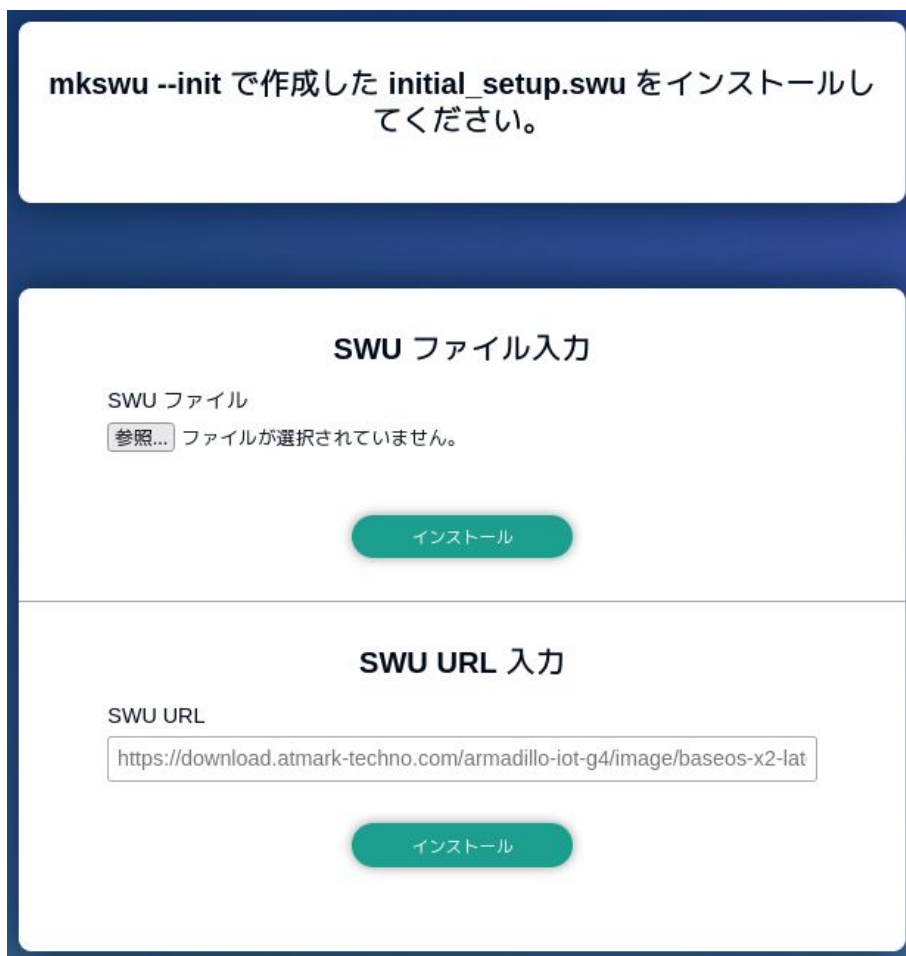 mkswu --init で作成した initial_setup.swu をインストールし
てください。
SWU ファイル入力
SWU ファイル
参照... ファイルが選択されていません。
インストール
SWU URL 入力
SWU URL
https://download.atmark-techno.com/armadillo-iot-g4/image/baseos-x2-lat
インストール